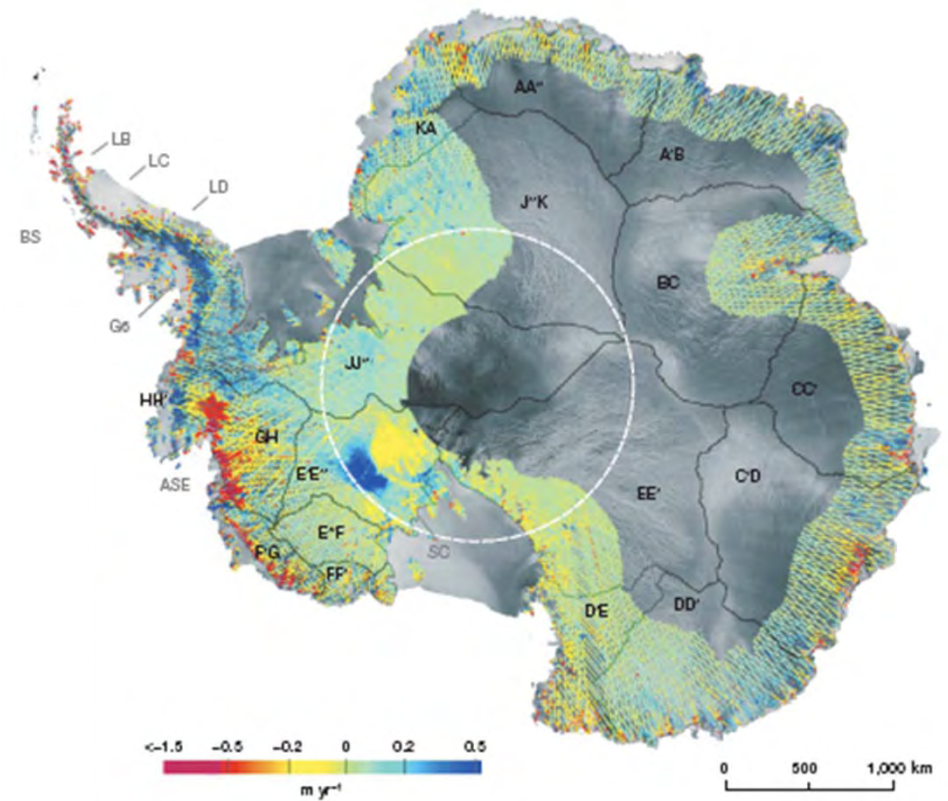 AA″
LB
KA
LC
A′B
LD
J″K
BS
BC
JJ″
CC′
HH′
GH
ASE
E′E″
C′D
EE′
E″F
SC
F′G
FF′
D′E
DD′
<-1.5 -0.5 -0.2 0 0.2 0.5
m yr⁻¹
0 500 1,000 km